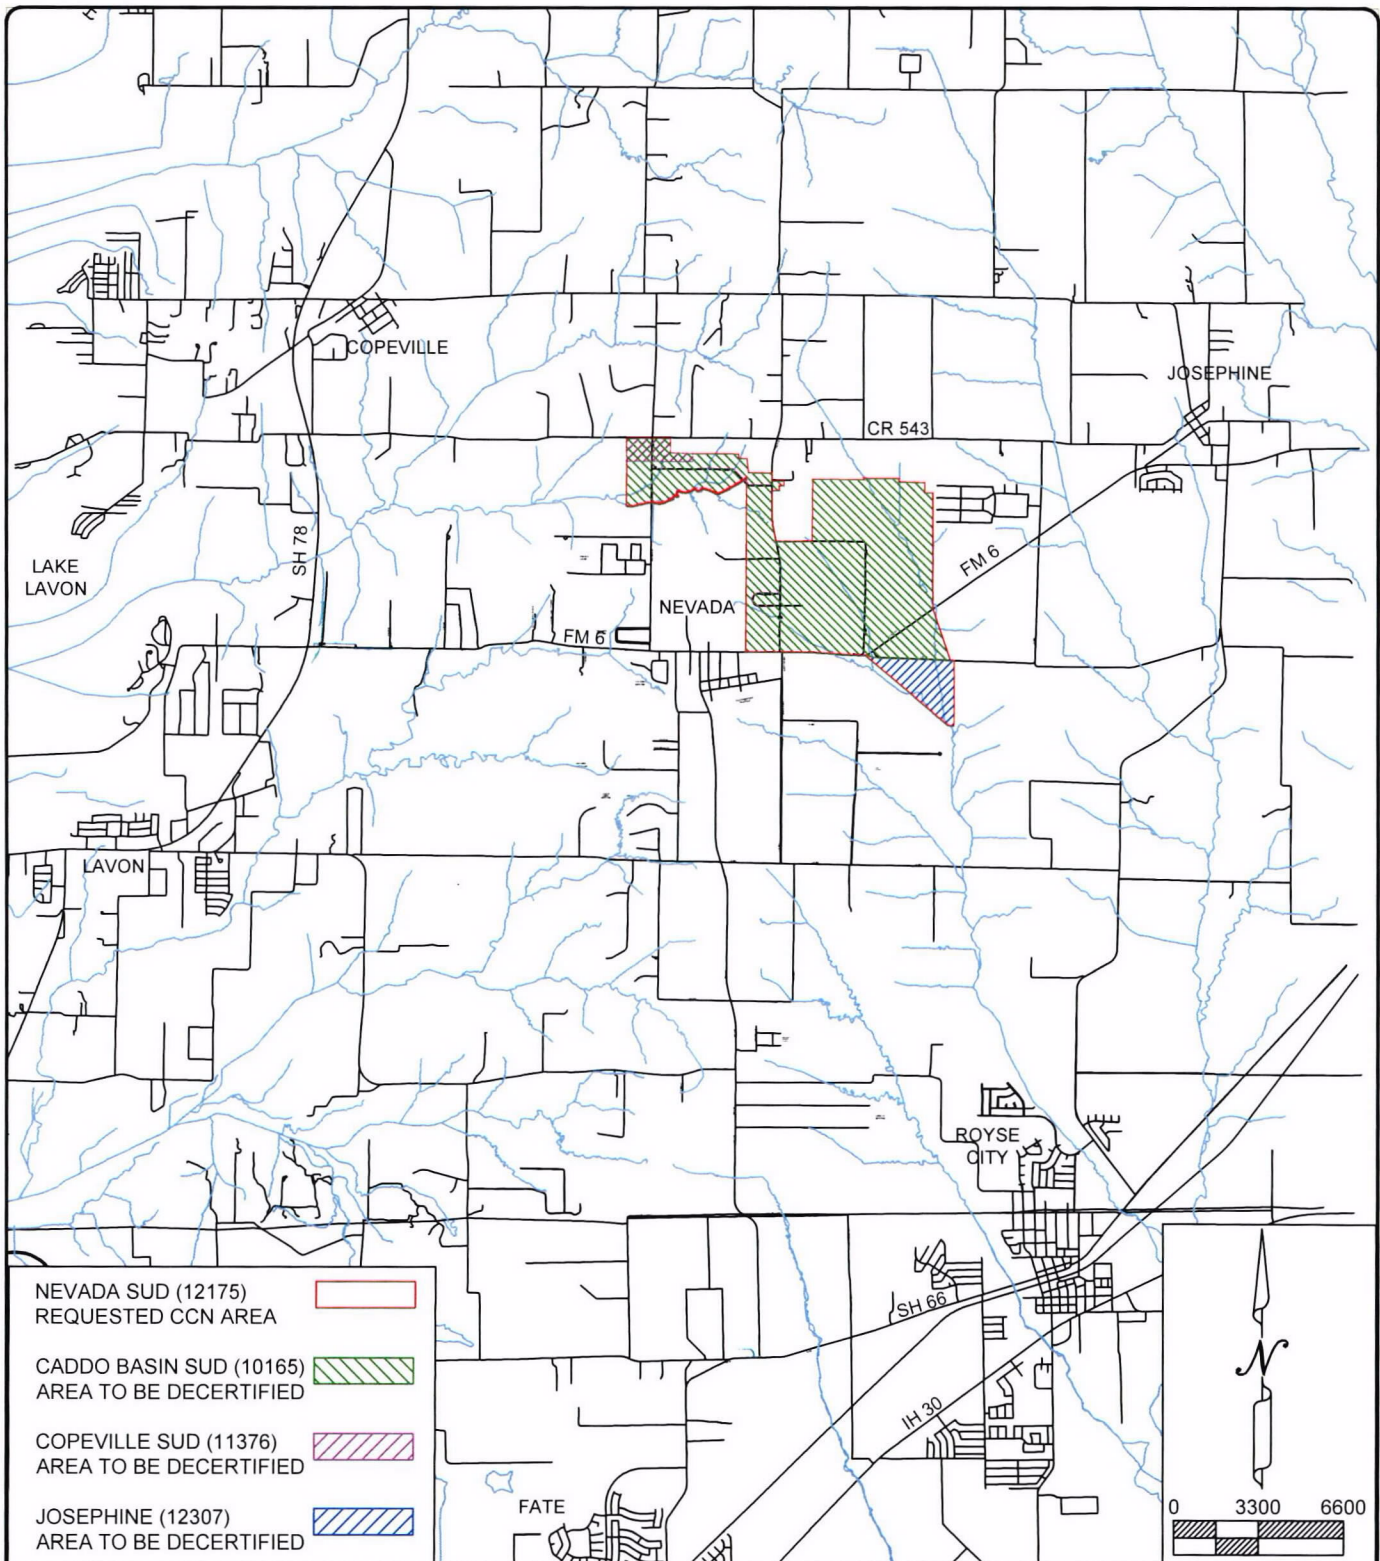 COPEVILLE
JOSEPHINE
CR 543
SH 78
LAKE
LAVON
FM 6
NEVADA
FM 6
LAVON
ROYSE
CITY
SH 66
IH 30
FATE
NEVADA SUD (12175)
REQUESTED CCN AREA
CADDO BASIN SUD (10165)
AREA TO BE DECERTIFIED
COPEVILLE SUD (11376)
AREA TO BE DECERTIFIED
JOSEPHINE (12307)
AREA TO BE DECERTIFIED
N
0 3300 6600